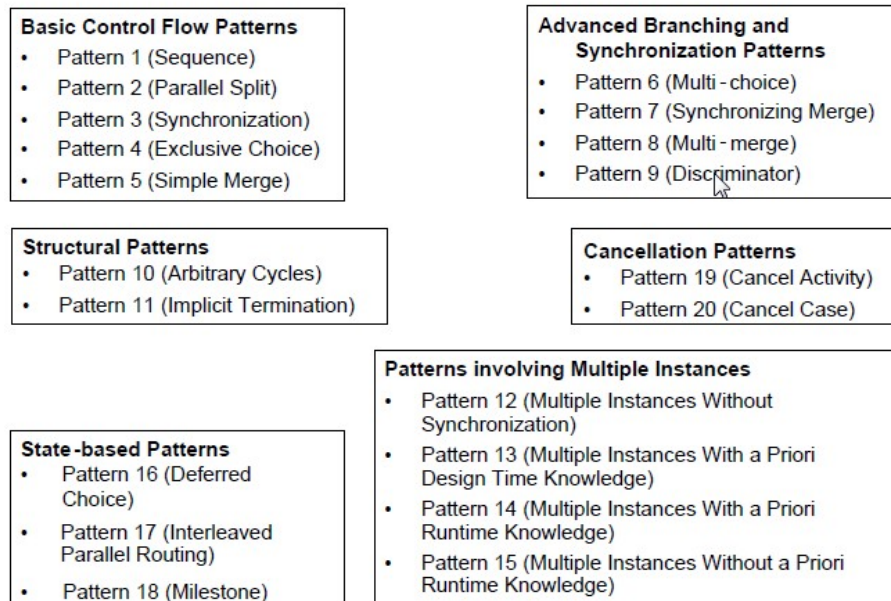 Basic Control Flow Patterns
• Pattern 1 (Sequence)
• Pattern 2 (Parallel Split)
• Pattern 3 (Synchronization)
• Pattern 4 (Exclusive Choice)
• Pattern 5 (Simple Merge)
Advanced Branching and
Synchronization Patterns
• Pattern 6 (Multi-choice)
• Pattern 7 (Synchronizing Merge)
• Pattern 8 (Multi-merge)
• Pattern 9 (Discriminator)
Structural Patterns
• Pattern 10 (Arbitrary Cycles)
• Pattern 11 (Implicit Termination)
Cancellation Patterns
• Pattern 19 (Cancel Activity)
• Pattern 20 (Cancel Case)
State-based Patterns
• Pattern 16 (Deferred
Choice)
• Pattern 17 (Interleaved
Parallel Routing)
• Pattern 18 (Milestone)
Patterns involving Multiple Instances
• Pattern 12 (Multiple Instances Without
Synchronization)
• Pattern 13 (Multiple Instances With a Priori
Design Time Knowledge)
• Pattern 14 (Multiple Instances With a Priori
Runtime Knowledge)
• Pattern 15 (Multiple Instances Without a Priori
Runtime Knowledge)